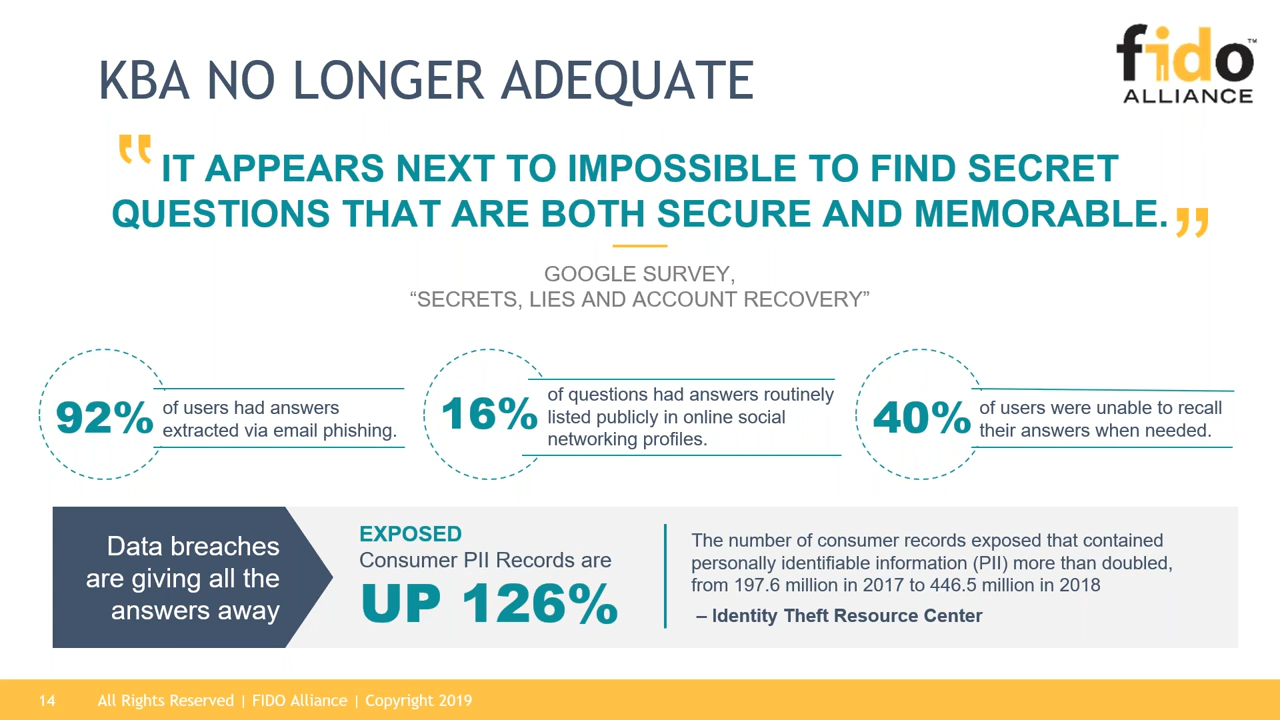 fido™
ALLIANCE
KBA NO LONGER ADEQUATE
"IT APPEARS NEXT TO IMPOSSIBLE TO FIND SECRET
QUESTIONS THAT ARE BOTH SECURE AND MEMORABLE."
GOOGLE SURVEY,
“SECRETS, LIES AND ACCOUNT RECOVERY”
92%
of users had answers
extracted via email phishing.
16%
of questions had answers routinely
listed publicly in online social
networking profiles.
40%
of users were unable to recall
their answers when needed.
Data breaches
are giving all the
answers away
EXPOSED
Consumer PII Records are
UP 126%
The number of consumer records exposed that contained
personally identifiable information (PII) more than doubled,
from 197.6 million in 2017 to 446.5 million in 2018
– Identity Theft Resource Center
14 All Rights Reserved | FIDO Alliance | Copyright 2019